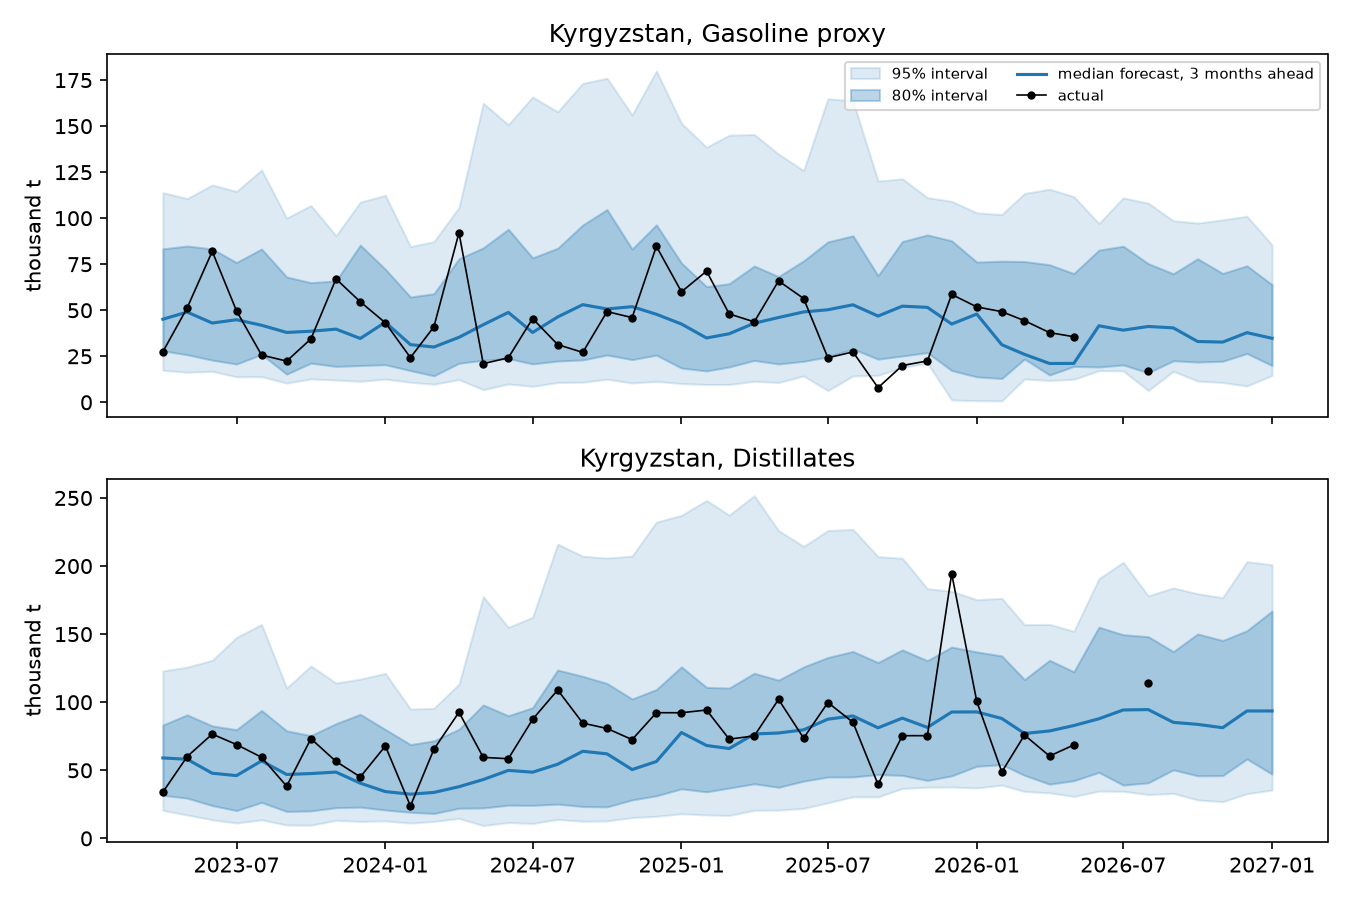 Kyrgyzstan, Gasoline proxy
95% interval
80% interval
median forecast, 3 months ahead
actual
thousand t
175
150
125
100
75
50
25
0
Kyrgyzstan, Distillates
thousand t
250
200
150
100
50
0
2023-07 2024-01 2024-07 2025-01 2025-07 2026-01 2026-07 2027-01